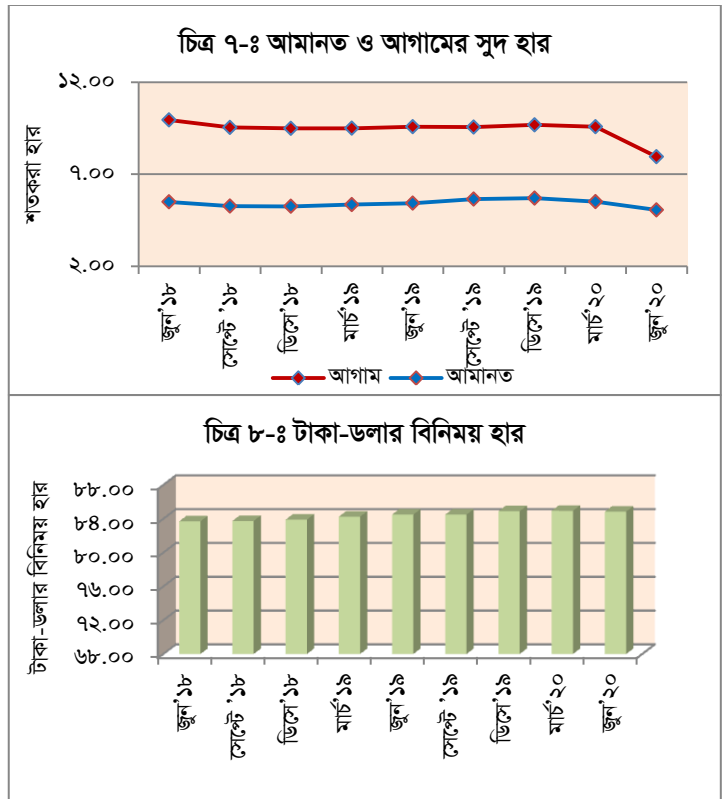 চিত্র ৭-ঃ আমানত ও আগামের সুদ হার
শতকরা হার
১২.০০
৭.০০
২.০০
জুন'১৮
সেপ্টে '১৮
ডিসে'১৮
মার্চ'১৯
জুন'১৯
সেপ্টে '১৯
ডিসে'১৯
মার্চ'২০
জুন'২০
আগাম
আমানত
চিত্র ৮-ঃ টাকা-ডলার বিনিময় হার
টাকা-ডলার বিনিময় হার
৮৮.০০
৮৪.০০
৮০.০০
৭৬.০০
৭২.০০
৬৮.০০
জুন'১৮
সেপ্টে '১৮
ডিসে'১৮
মার্চ'১৯
জুন'১৯
সেপ্টে '১৯
ডিসে'১৯
মার্চ'২০
জুন'২০